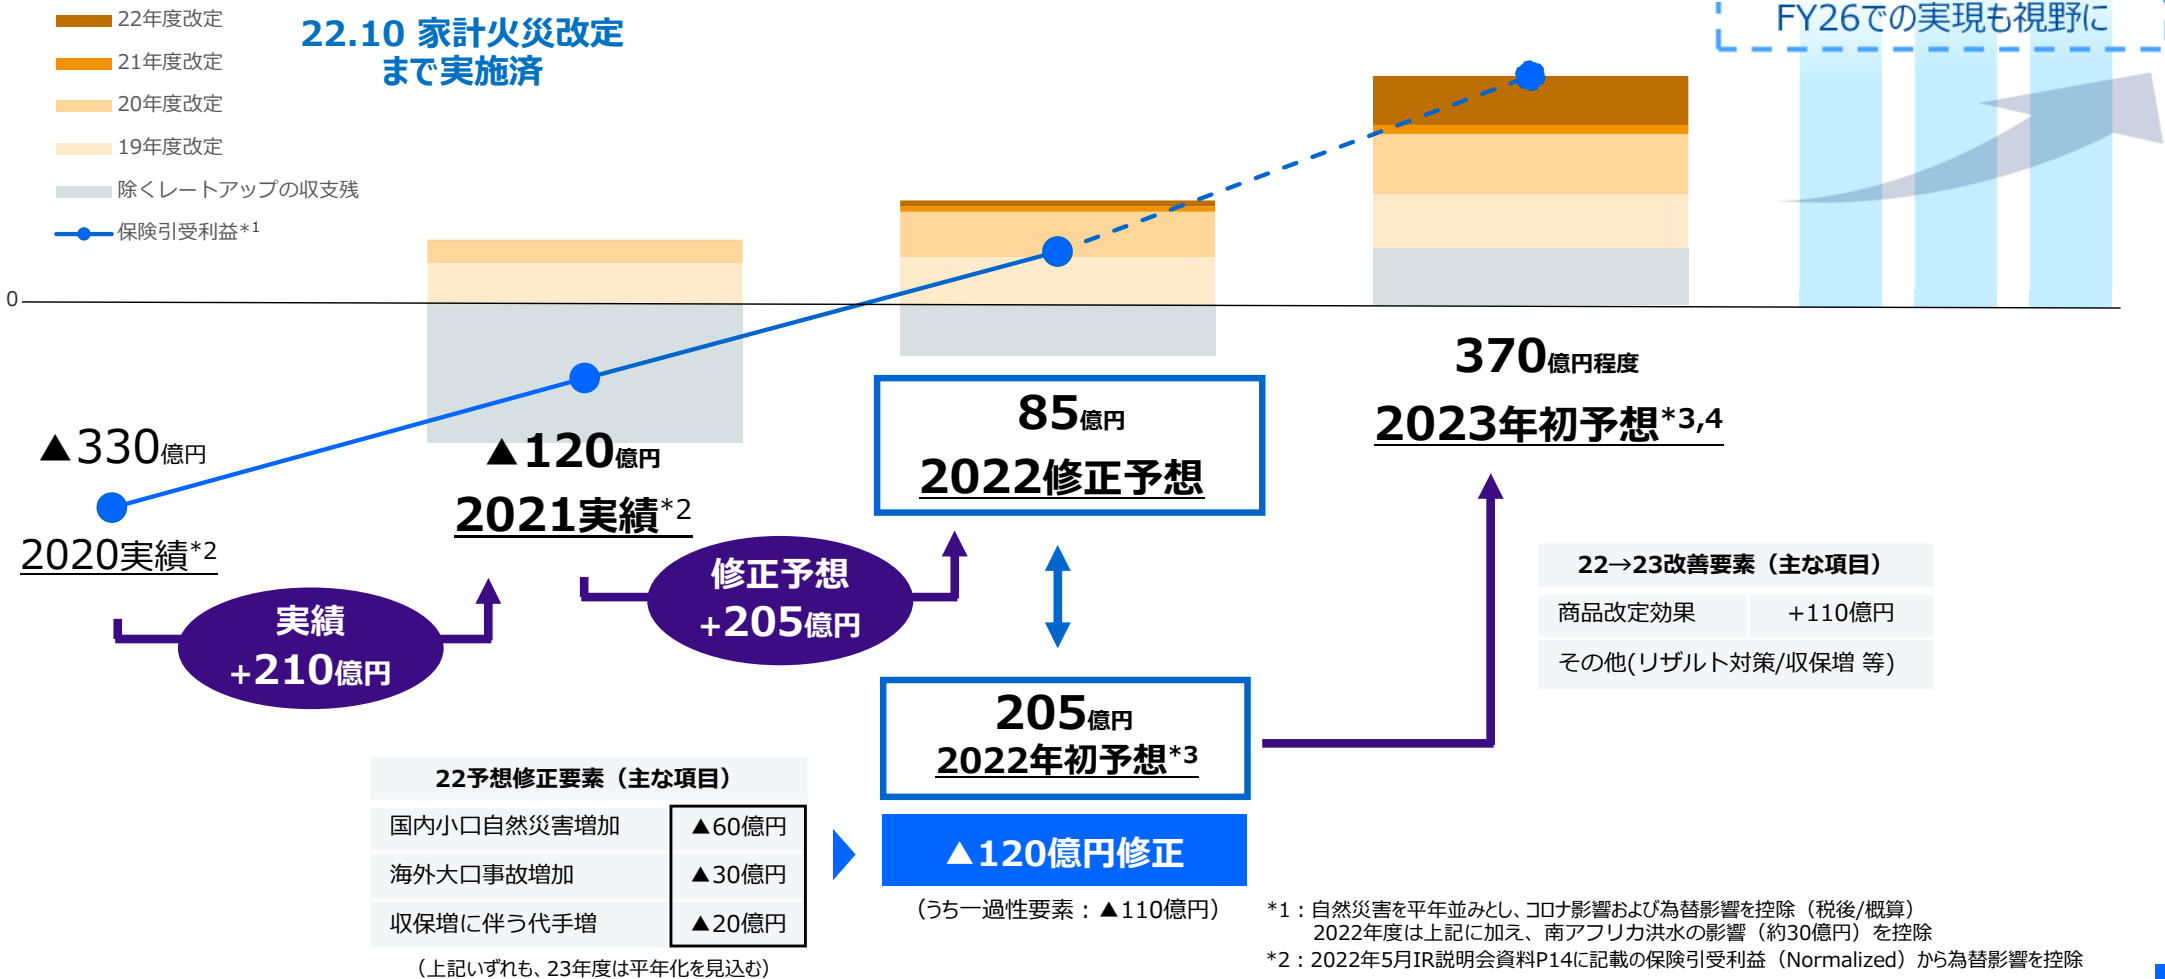 22年度改定
21年度改定
20年度改定
19年度改定
除くレートアップの収支残
保険引受利益*1
22.10 家計火災改定
まで実施済
FY26での実現も視野に
0
▲330億円
2020実績*2
▲120億円
2021実績*2
85億円
2022修正予想
370億円程度
2023年初予想*3,4
実績
+210億円
修正予想
+205億円
205億円
2022年初予想*3
▲120億円修正
(うち一過性要素：▲110億円)
22→23改善要素（主な項目）
商品改定効果 +110億円
その他(リザルト対策/収保増 等)
22予想修正要素（主な項目）
国内小口自然災害増加 ▲60億円
海外大口事故増加 ▲30億円
収保増に伴う代手増 ▲20億円
（上記いずれも、23年度は平年化を見込む）
*1：自然災害を平年並みとし、コロナ影響および為替影響を控除（税後/概算）
2022年度は上記に加え、南アフリカ洪水の影響（約30億円）を控除
*2：2022年5月IR説明会資料P14に記載の保険引受利益（Normalized）から為替影響を控除